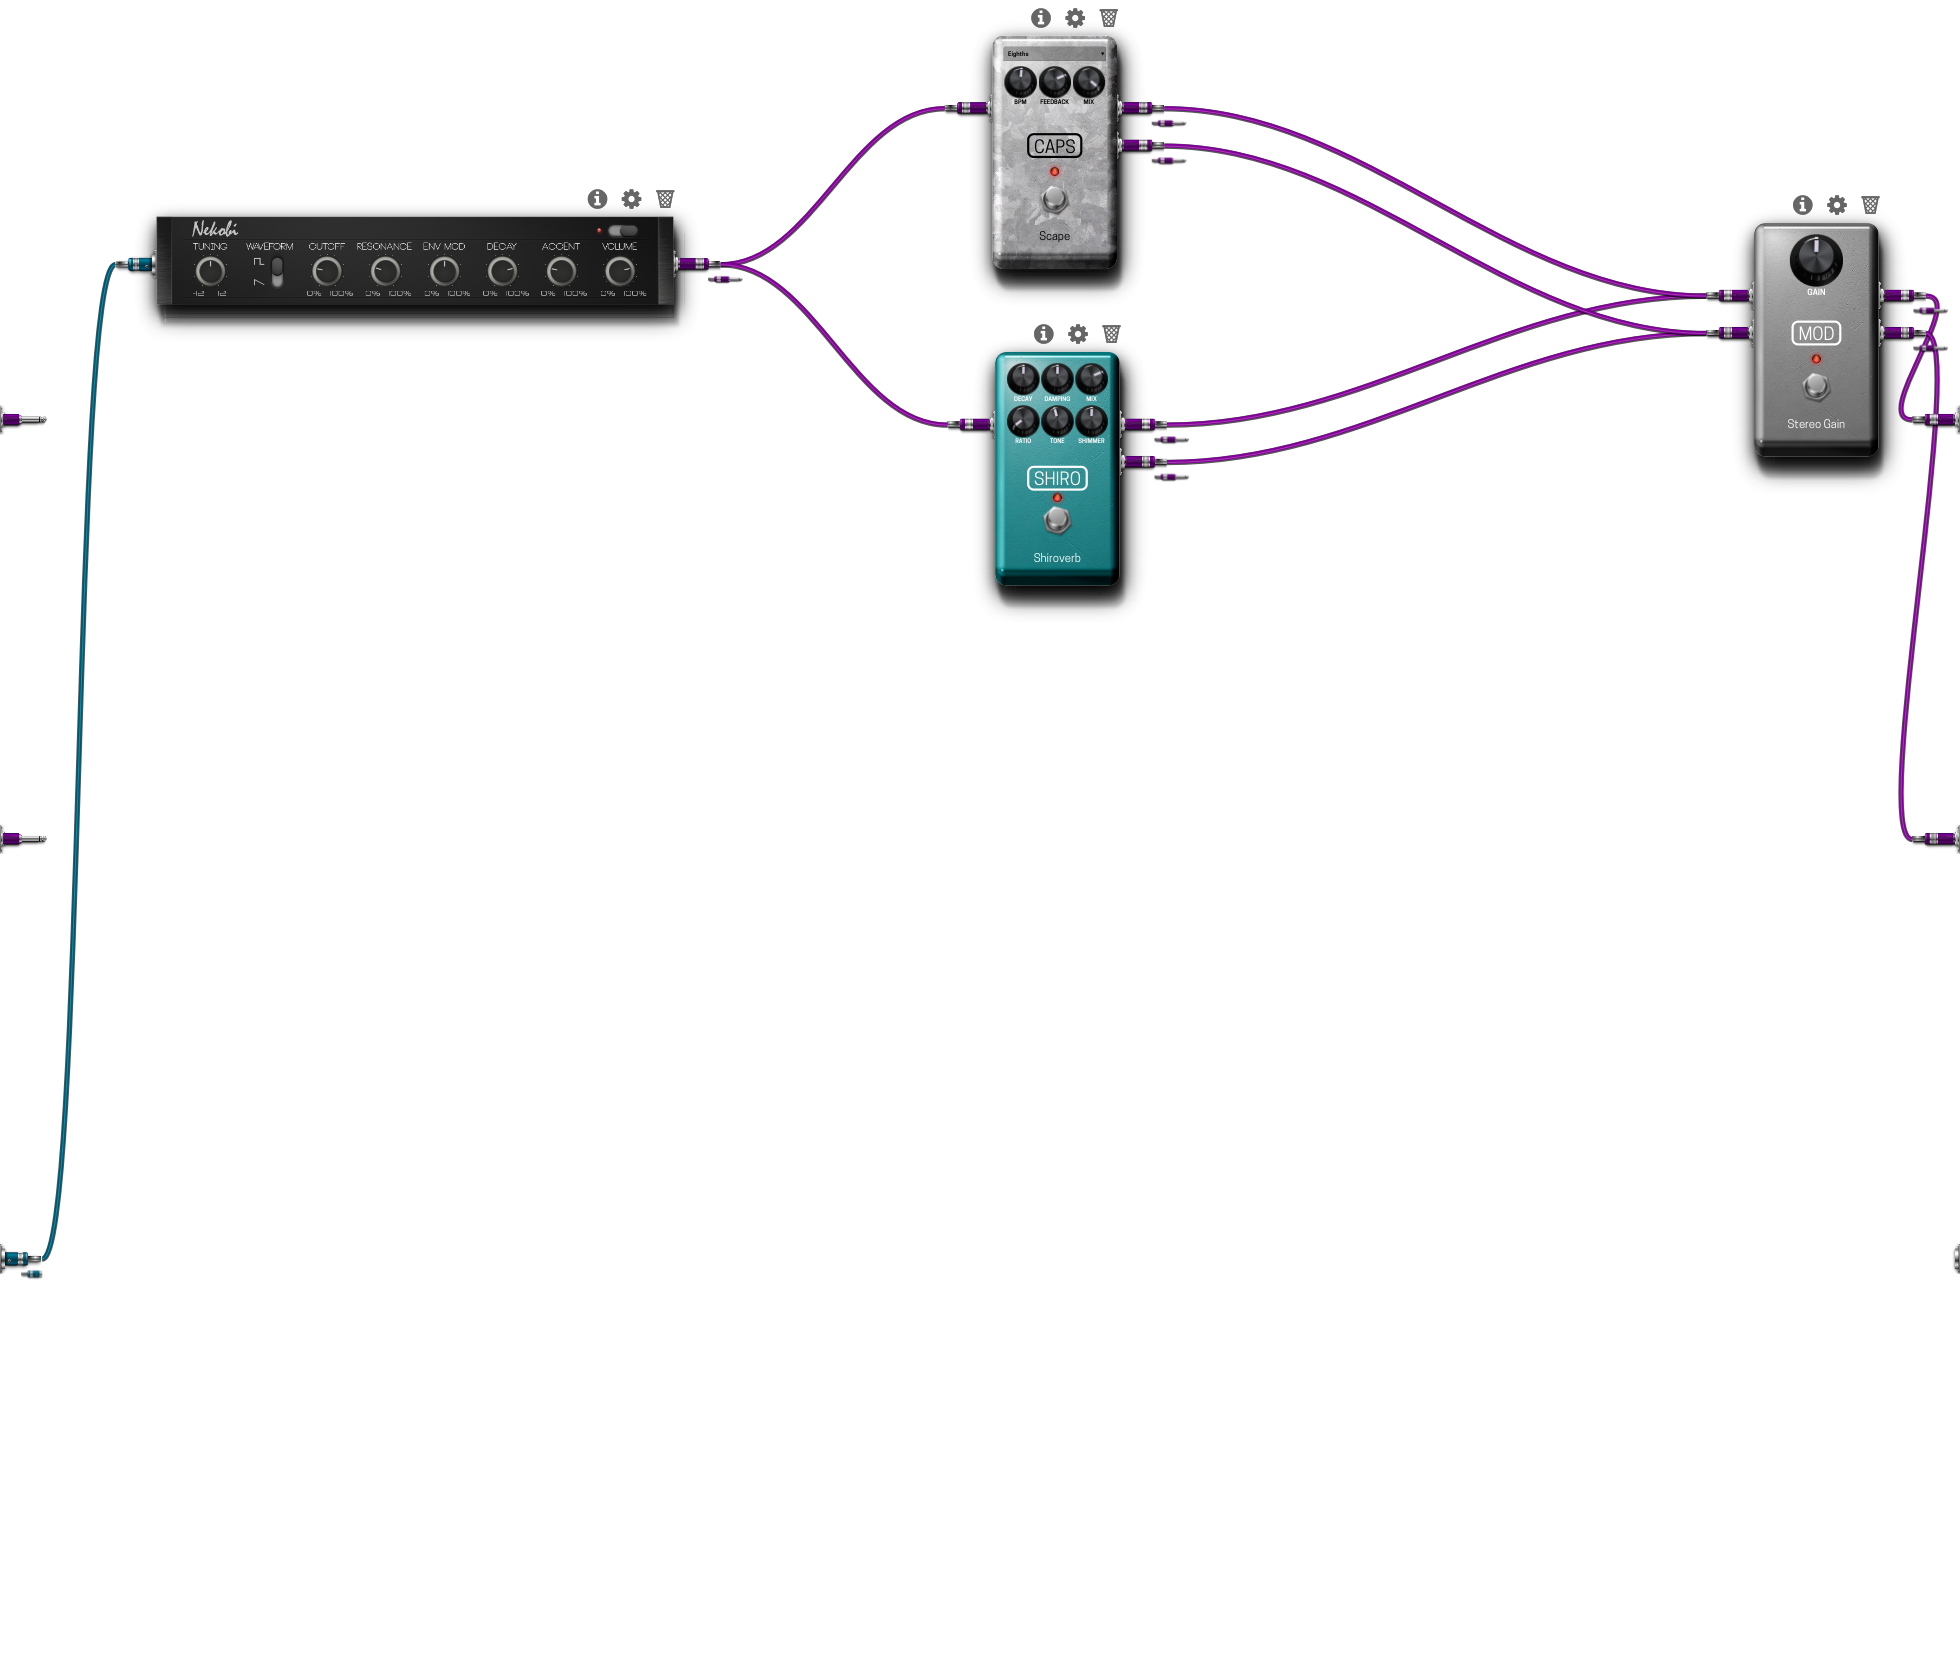 Eighths
BPM FEEDBACK MIX
CAPS
Scape
Nekobi
TUNING WAVEFORM CUTOFF RESONANCE ENV MOD DECAY ACCENT VOLUME
-12 12 0% 100% 0% 100% 0% 100% 0% 100% 0% 100% 0% 100%
GAIN
MOD
Stereo Gain
DECAY DAMPING MIX
RATIO TONE SHIMMER
SHIRO
Shiroverb